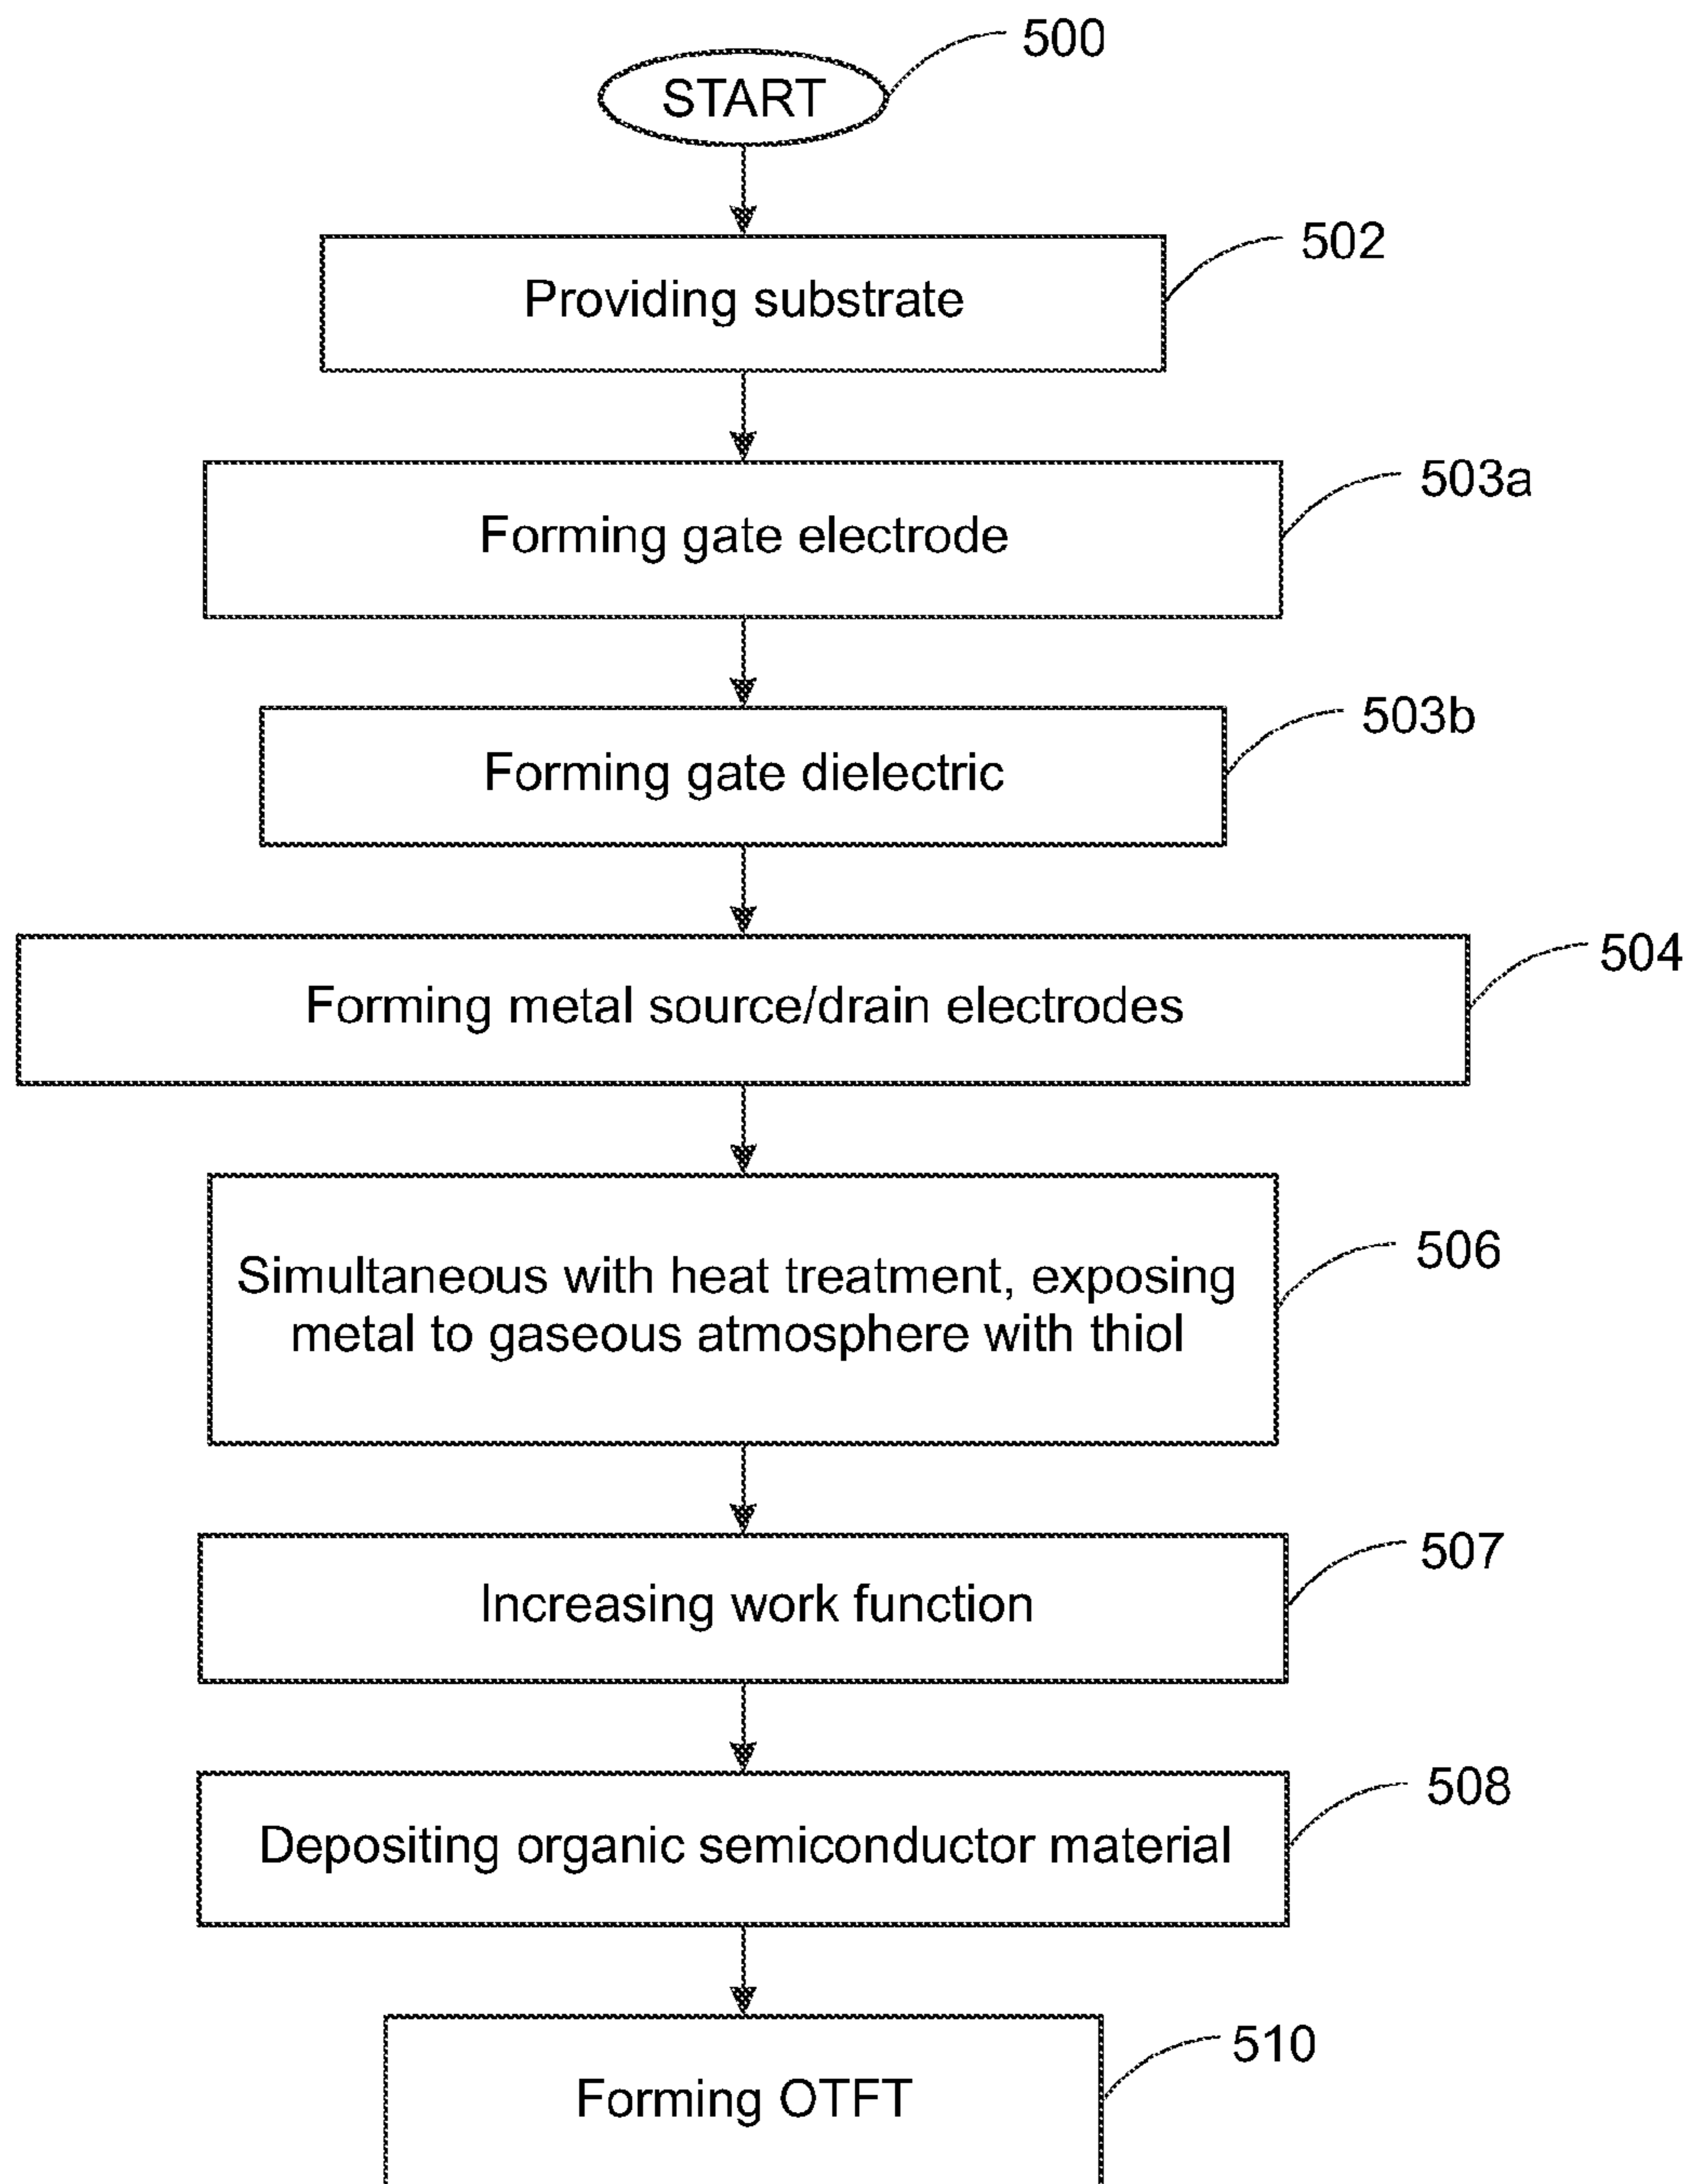 500
START
502
Providing substrate
503a
Forming gate electrode
503b
Forming gate dielectric
504
Forming metal source/drain electrodes
506
Simultaneous with heat treatment, exposing
metal to gaseous atmosphere with thiol
507
Increasing work function
508
Depositing organic semiconductor material
510
Forming OTFT